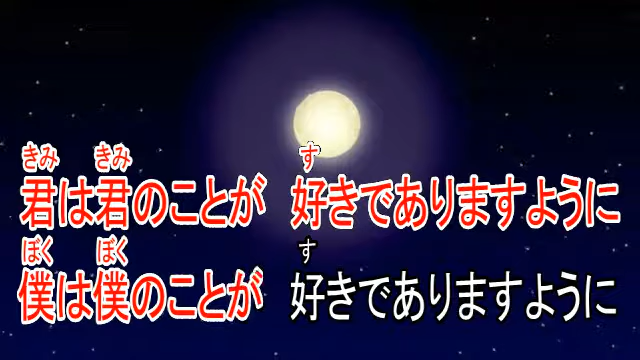 きみ きみ す
君は君のことが 好きでありますように
ぼく ぼく す
僕は僕のことが 好きでありますように